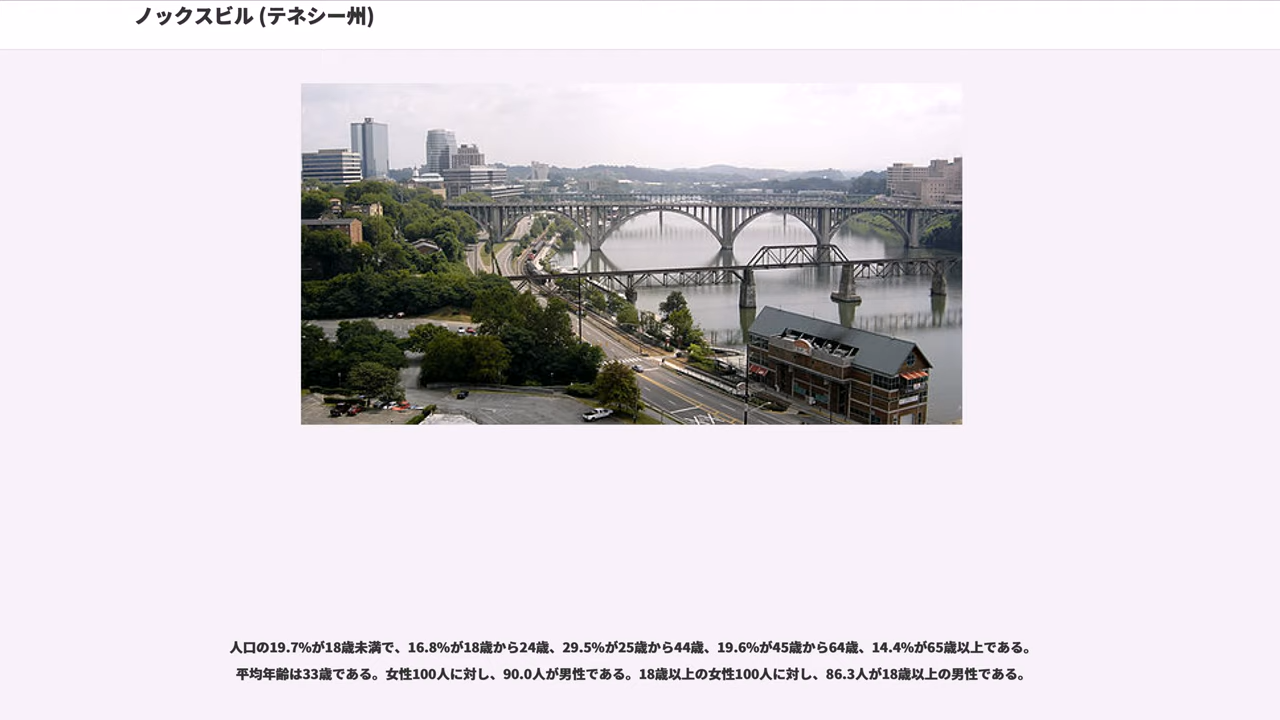 ノックスビル (テネシー州)
人口の19.7%が18歳未満で、16.8%が18歳から24歳、29.5%が25歳から44歳、19.6%が45歳から64歳、14.4%が65歳以上である。
平均年齢は33歳である。女性100人に対し、90.0人が男性である。18歳以上の女性100人に対し、86.3人が18歳以上の男性である。